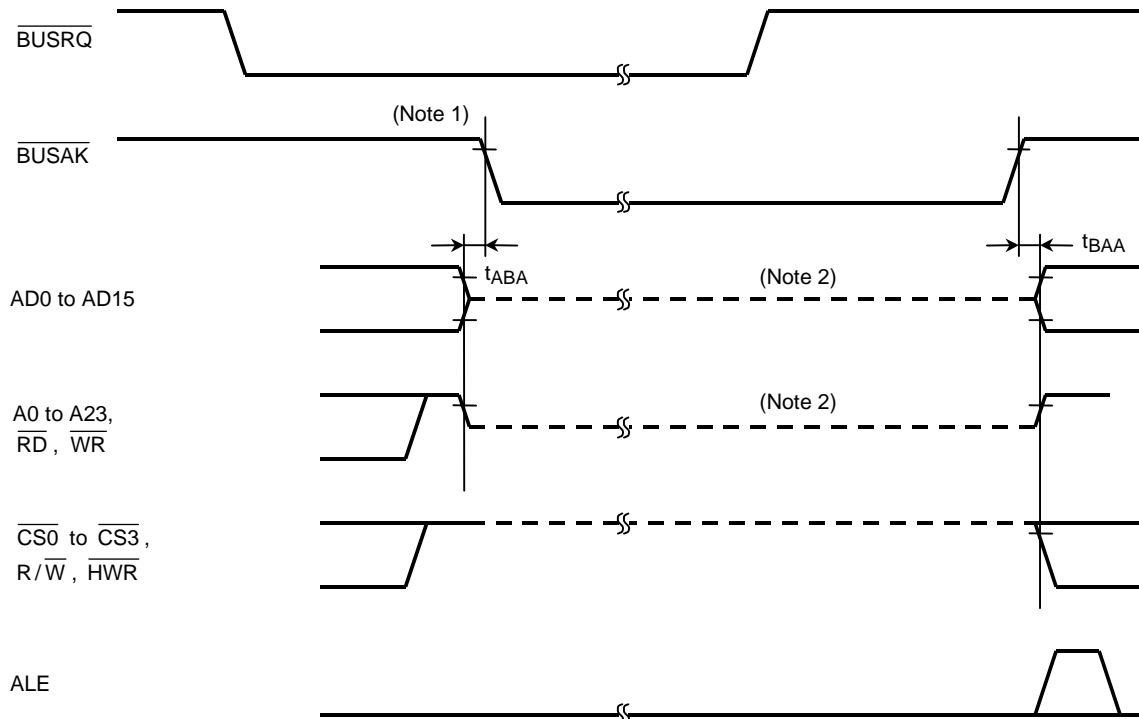 BUSRQ
(Note 1)
BUSAK
tBAA
tABA
AD0 to AD15
(Note 2)
A0 to A23,
RD , WR
(Note 2)
CS0 to CS3 ,
R/W , HWR
ALE